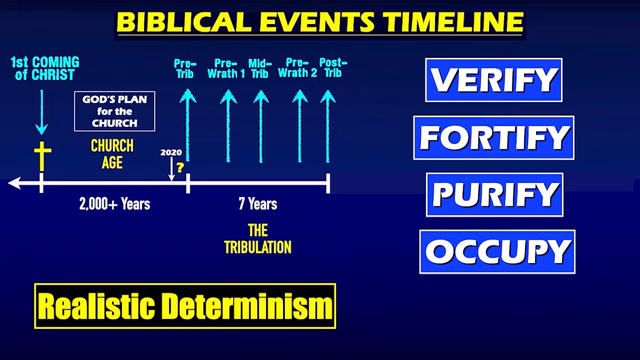 BIBLICAL EVENTS TIMELINE
1st COMING
of CHRIST
GOD'S PLAN
for the
CHURCH
CHURCH
AGE
2020
?
Pre-
Trib
Pre-
Wrath 1
Mid-
Trib
Pre-
Wrath 2
Post-
Trib
2,000+ Years
7 Years
THE
TRIBULATION
Realistic Determinism
VERIFY
FORTIFY
PURIFY
OCCUPY